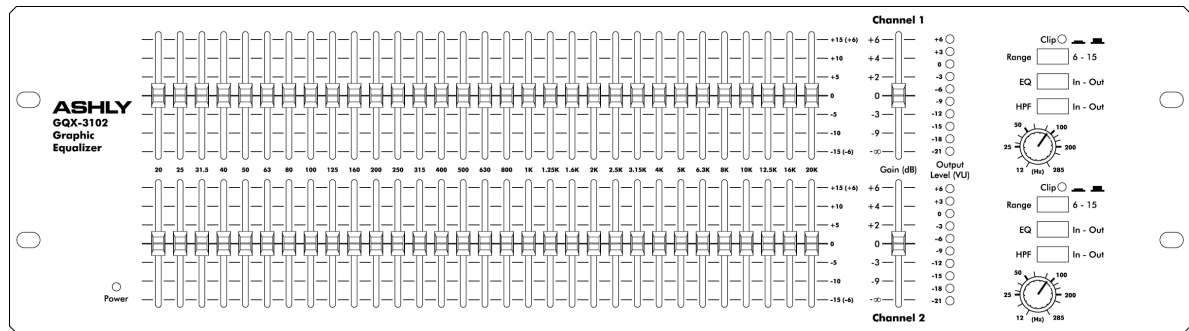 Channel 1
ASHLY
GQX-3102
Graphic
Equalizer
+15 (+6)
+10
+5
0
-5
-10
-15 (-6)
+6
+4
+2
0
-3
-9
-∞
+6
+3
0
-3
-6
-9
-12
-15
-18
-21
Clip
Range 6 - 15
EQ In - Out
HPF In - Out
50 100
25 200
12 (Hz) 285
20 25 31.5 40 50 63 80 100 125 160 200 250 315 400 500 630 800 1K 1.25K 1.6K 2K 2.5K 3.15K 4K 5K 6.3K 8K 10K 12.5K 16K 20K
Gain (dB)
Output
Level (VU)
+15 (+6)
+10
+5
0
-5
-10
-15 (-6)
+6
+4
+2
0
-3
-9
-∞
+6
+3
0
-3
-6
-9
-12
-15
-18
-21
Clip
Range 6 - 15
EQ In - Out
HPF In - Out
50 100
25 200
12 (Hz) 285
Power
Channel 2